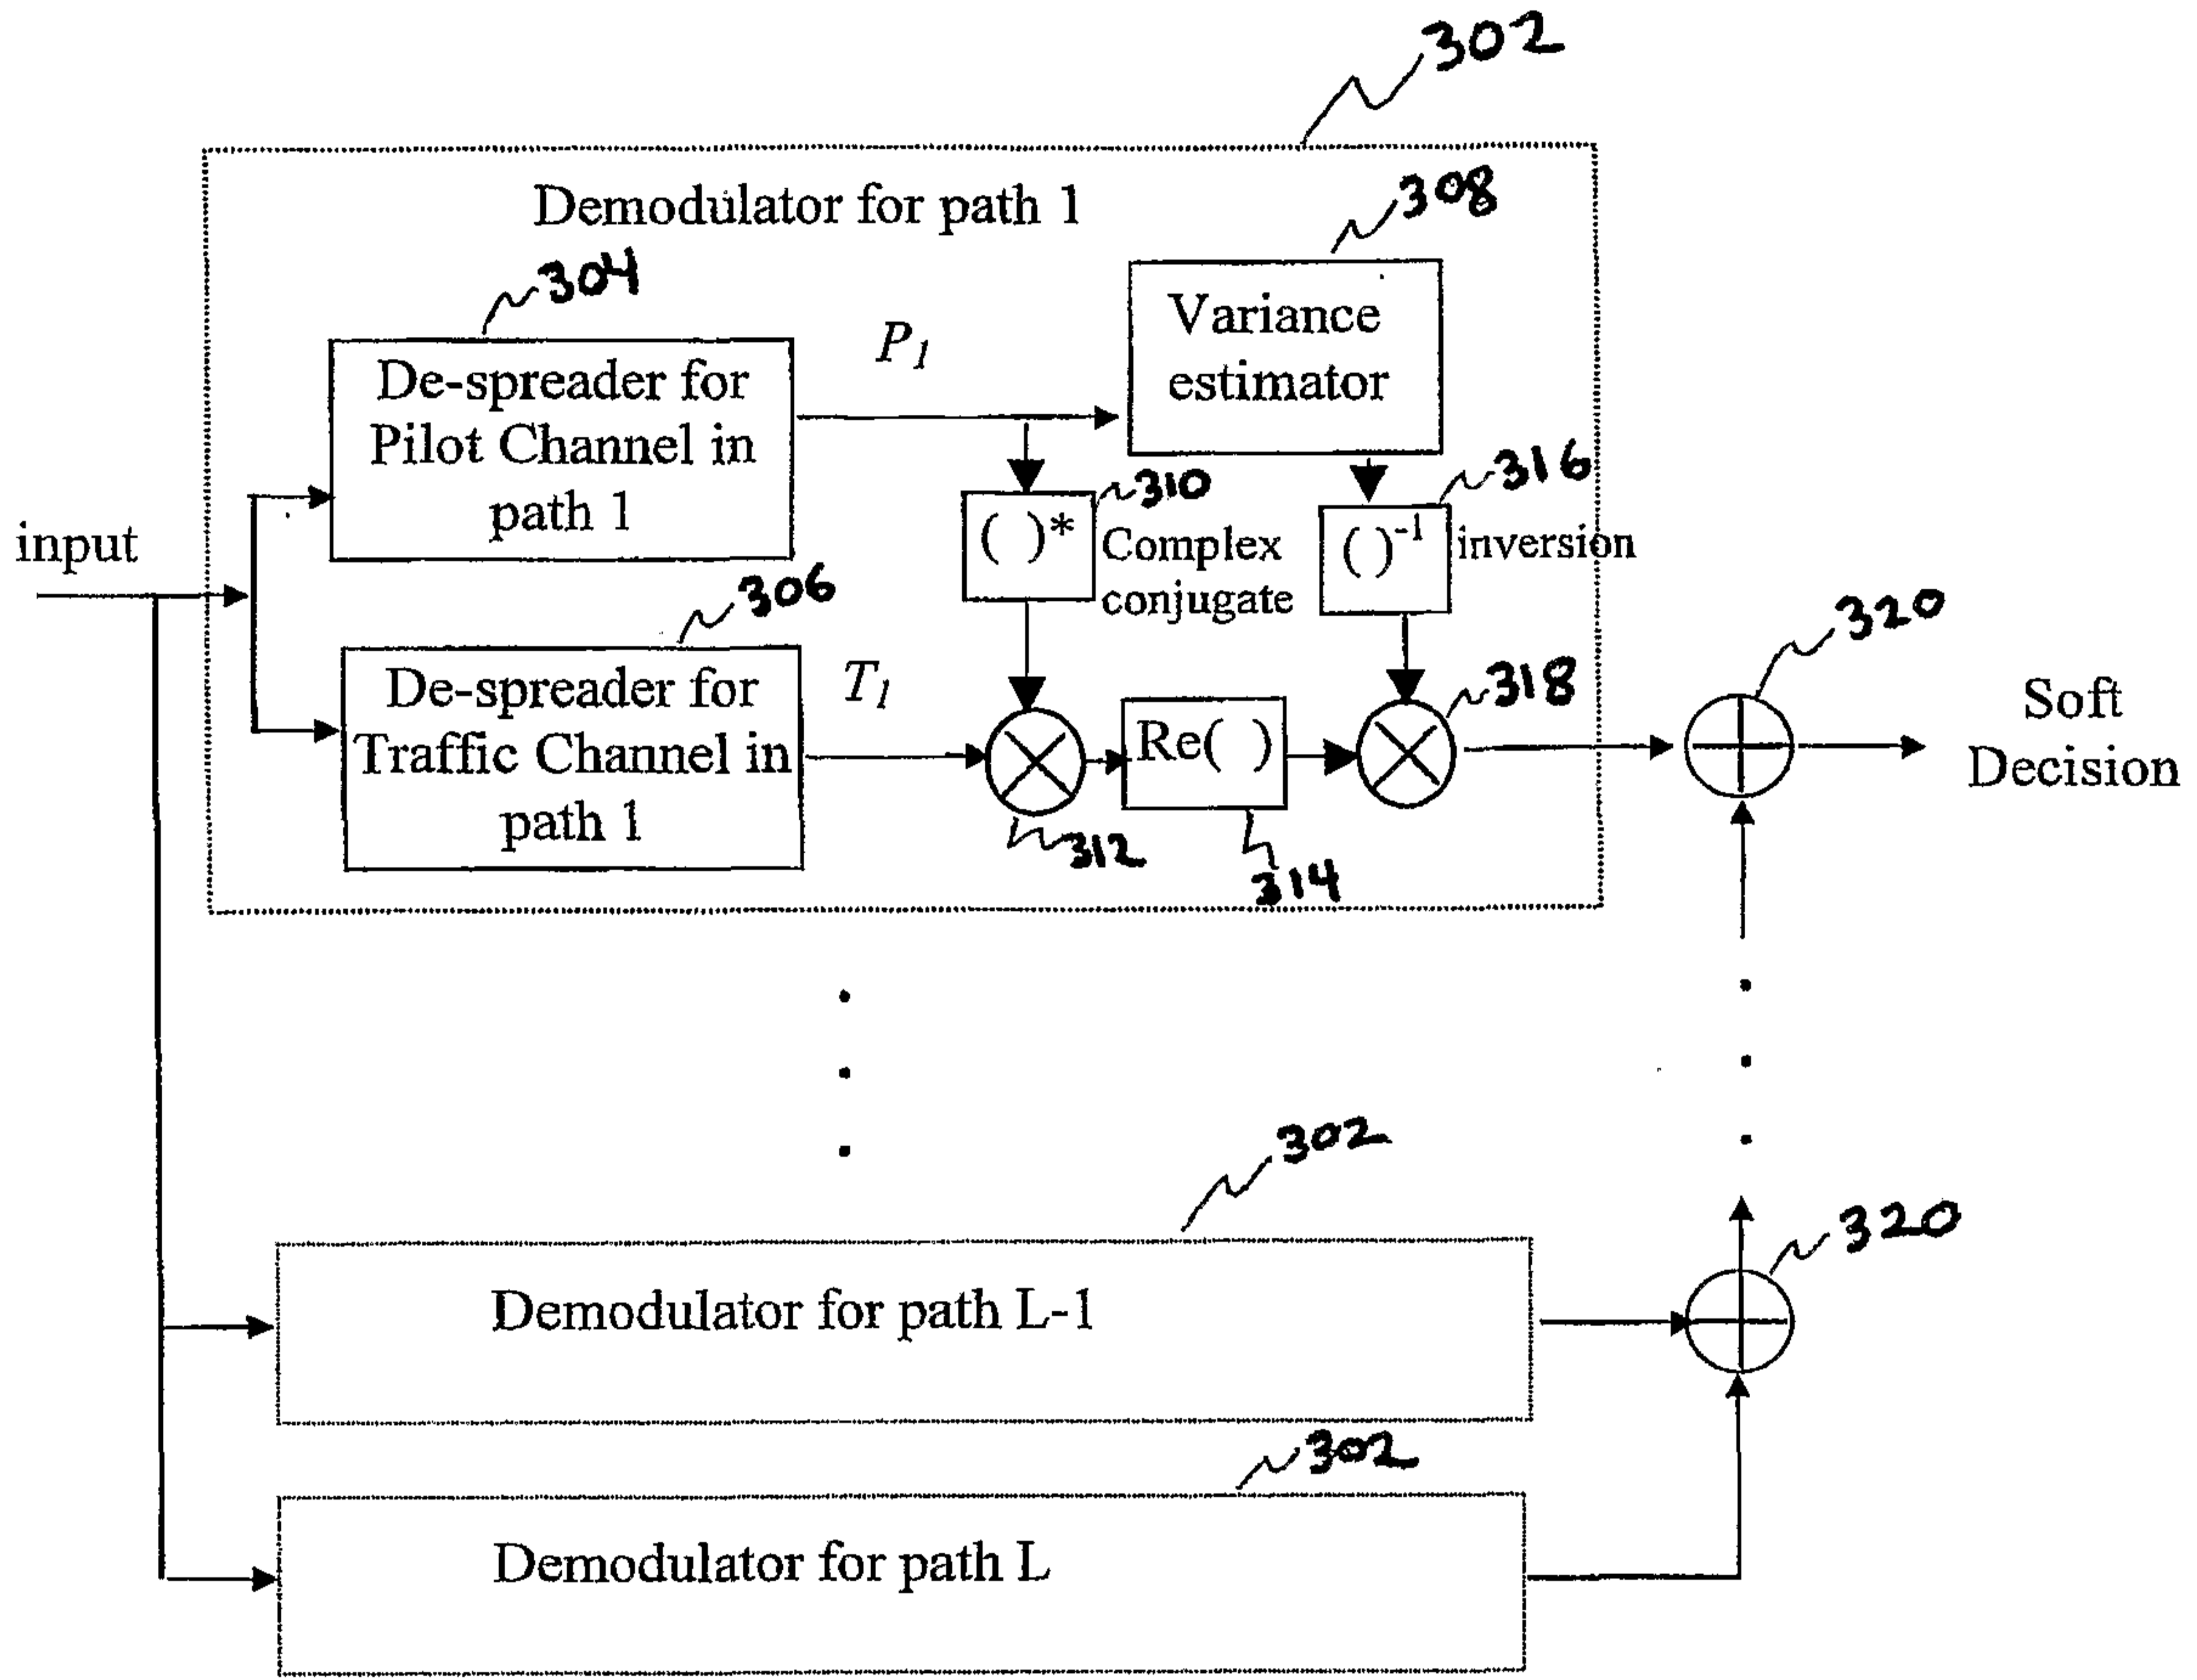 302
Demodulator for path 1
308
304
Variance
estimator
P1
De-spreader for
Pilot Channel in
path 1
316
310
( )*
Complex
conjugate
( )-1
inversion
input
306
320
De-spreader for
Traffic Channel in
path 1
T1
318
Re( )
Soft
Decision
312
314
302
320
Demodulator for path L-1
302
Demodulator for path L